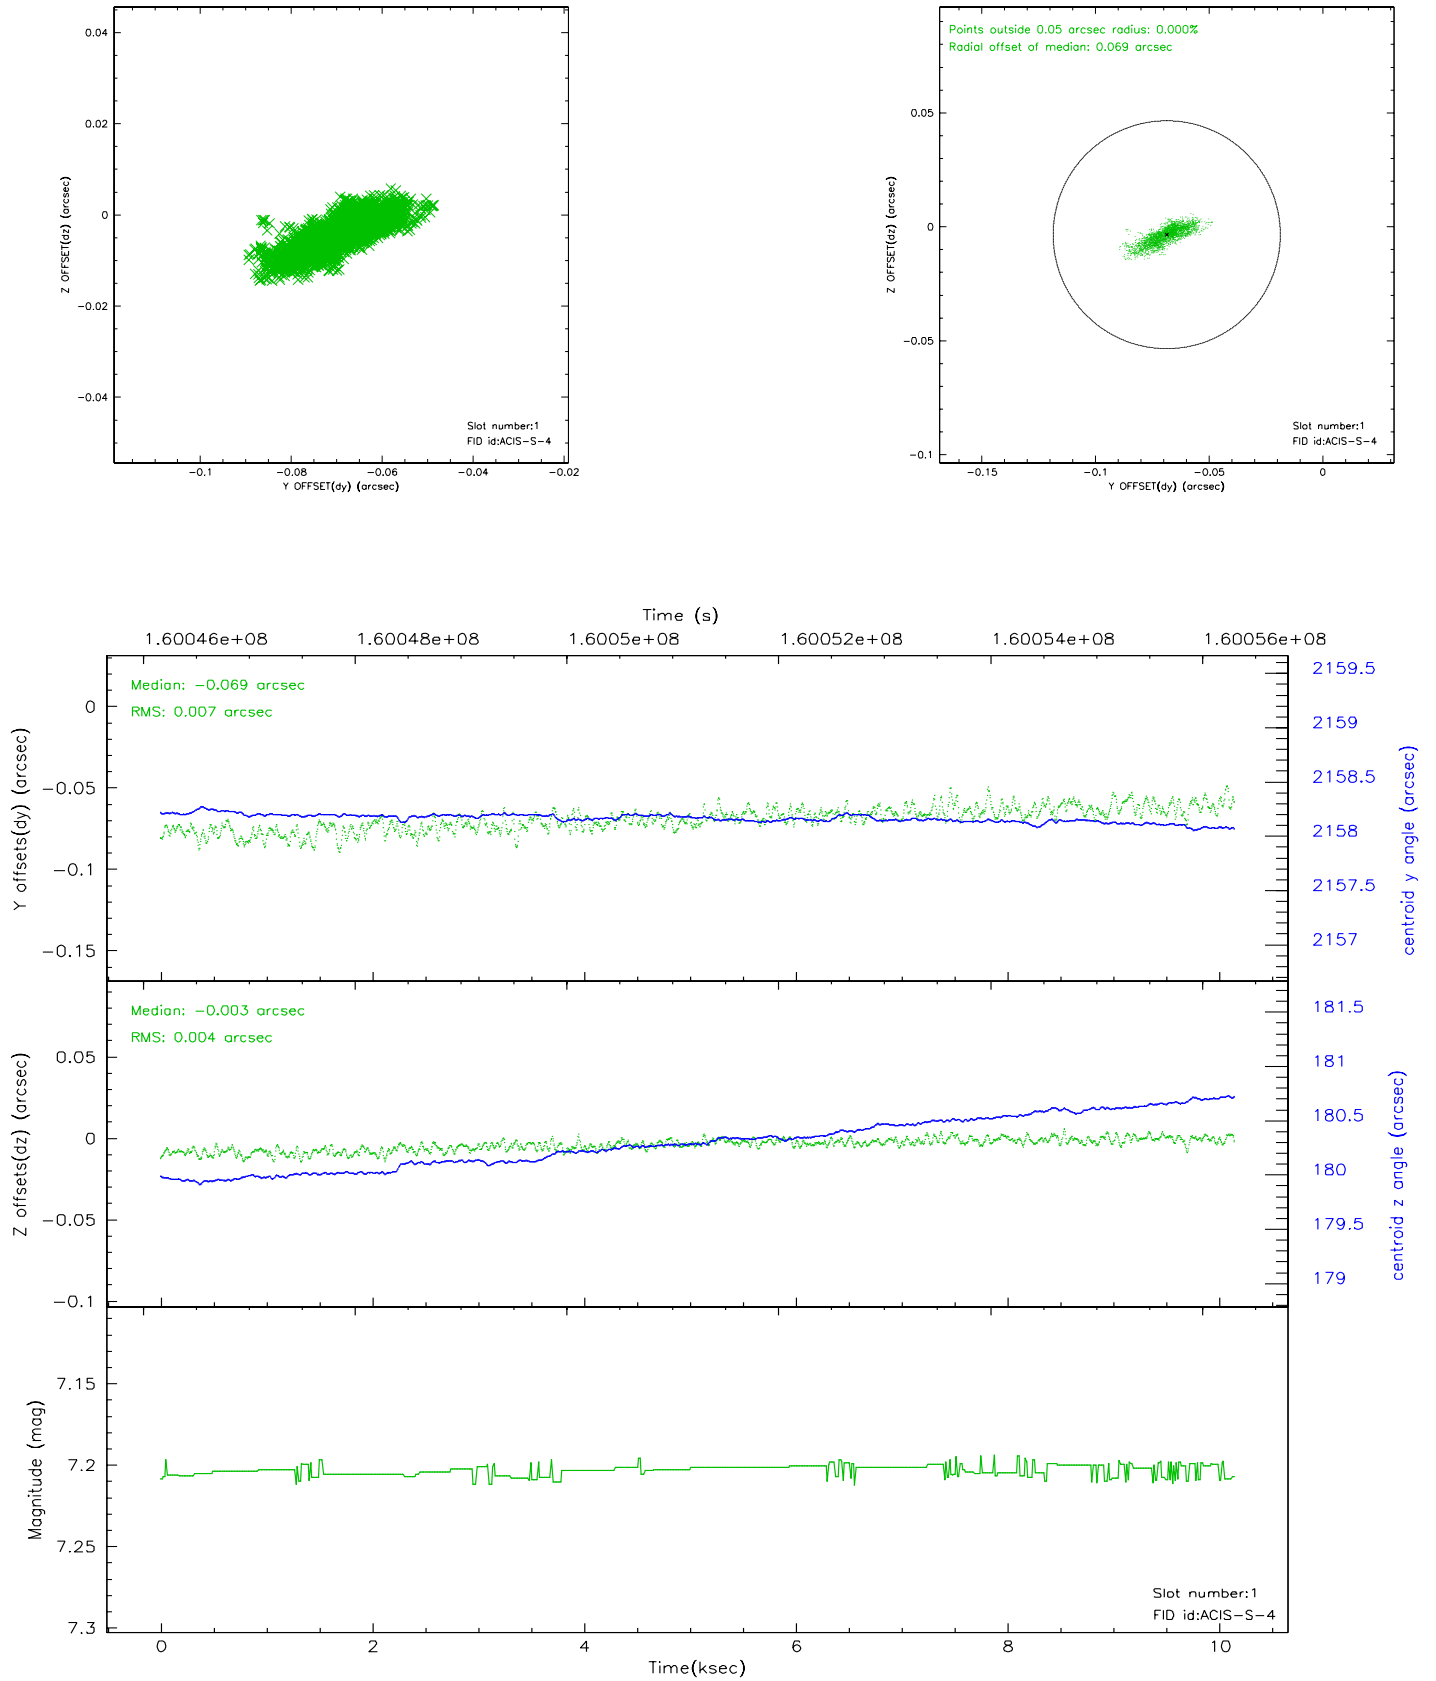 0.04
0.02
0
−0.02
−0.04
Z OFFSET(dz) (arcsec)
Slot number:1
FID id:ACIS−S−4
−0.1
−0.08
−0.06
−0.04
−0.02
Y OFFSET(dy) (arcsec)
Points outside 0.05 arcsec radius: 0.000%
Radial offset of median: 0.069 arcsec
0.05
0
−0.05
−0.1
Z OFFSET(dz) (arcsec)
Slot number:1
FID id:ACIS−S−4
−0.15
−0.1
−0.05
0
Y OFFSET(dy) (arcsec)
Time (s)
1.60046e+08
1.60048e+08
1.6005e+08
1.60052e+08
1.60054e+08
1.60056e+08
Median: −0.069 arcsec
RMS: 0.007 arcsec
0
−0.05
−0.1
−0.15
Y offsets(dy) (arcsec)
2159.5
2159
2158.5
2158
2157.5
2157
centroid y angle (arcsec)
Median: −0.003 arcsec
RMS: 0.004 arcsec
0.05
0
−0.05
−0.1
Z offsets(dz) (arcsec)
181.5
181
180.5
180
179.5
179
centroid z angle (arcsec)
7.15
7.2
7.25
7.3
Magnitude (mag)
Slot number:1
FID id:ACIS−S−4
0
2
4
6
8
10
Time(ksec)